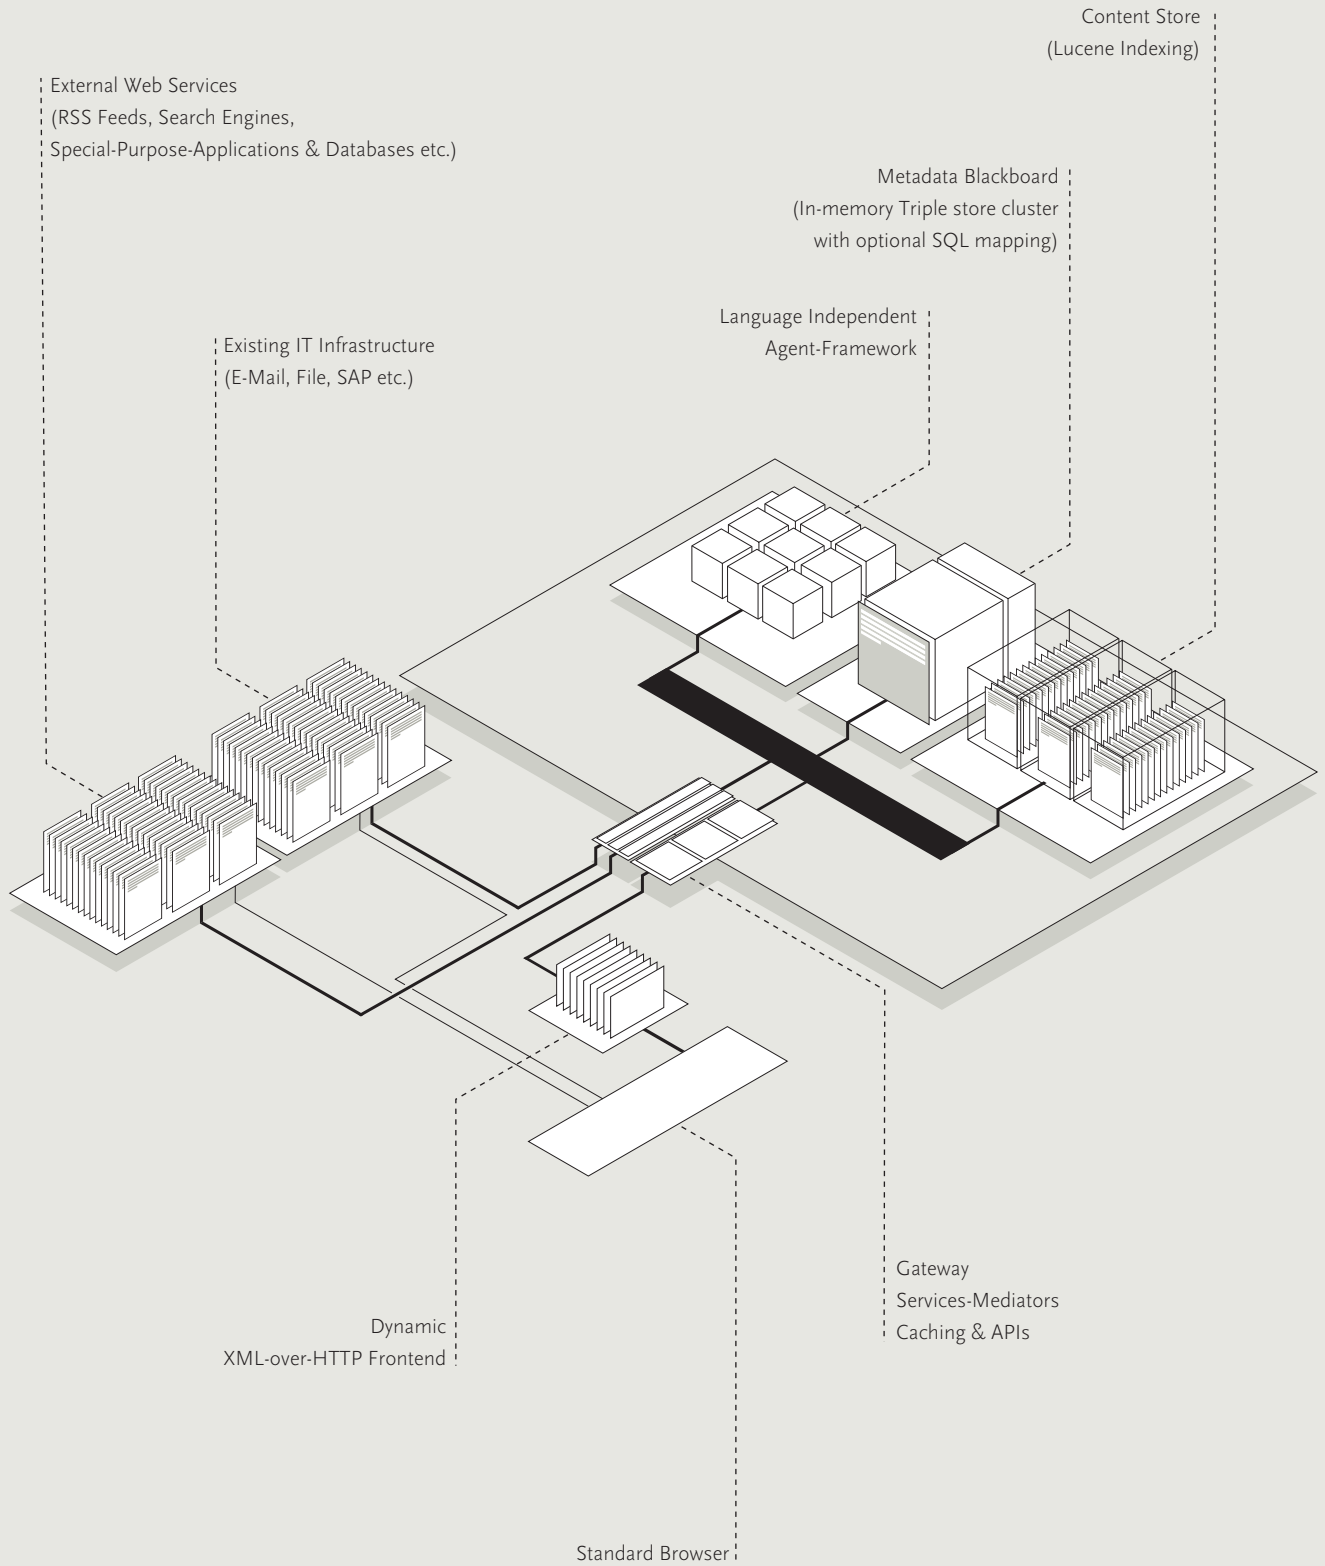 Content Store
(Lucene Indexing)
External Web Services
(RSS Feeds, Search Engines,
Special-Purpose-Applications & Databases etc.)
Metadata Blackboard
(In-memory Triple store cluster
with optional SQL mapping)
Language Independent
Agent-Framework
Existing IT Infrastructure
(E-Mail, File, SAP etc.)
Gateway
Services-Mediators
Caching & APIs
Dynamic
XML-over-HTTP Frontend
Standard Browser